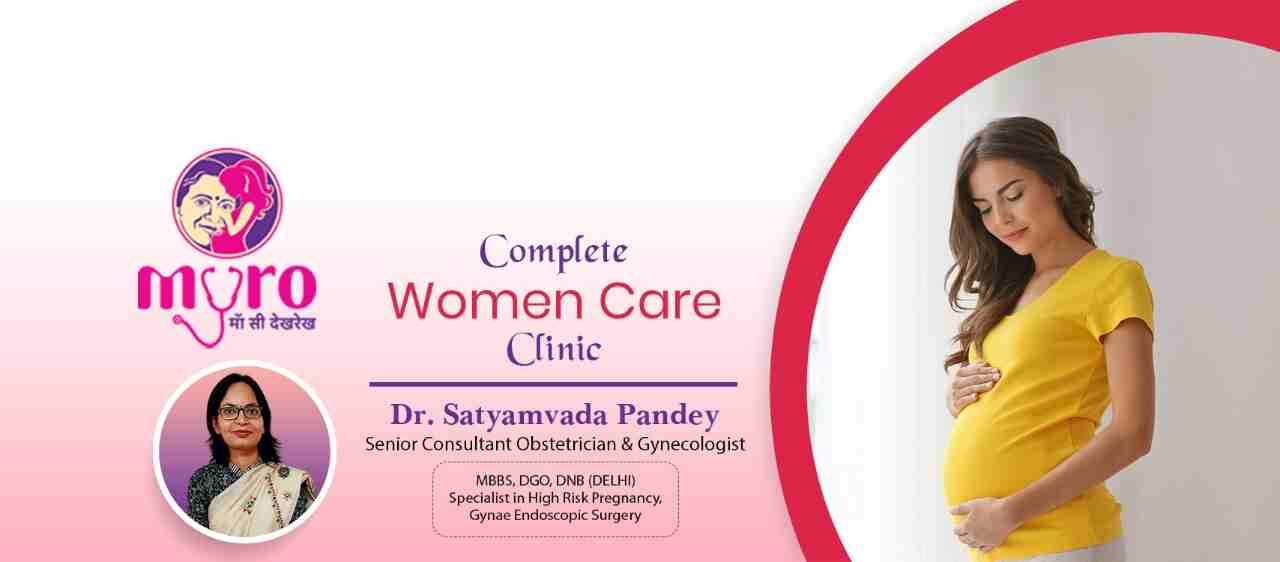 myro
माँ सी देखरेख
Complete
Women Care
Clinic
Dr. Satyamvada Pandey
Senior Consultant Obstetrician & Gynecologist
MBBS, DGO, DNB (DELHI)
Specialist in High Risk Pregnancy,
Gynae Endoscopic Surgery